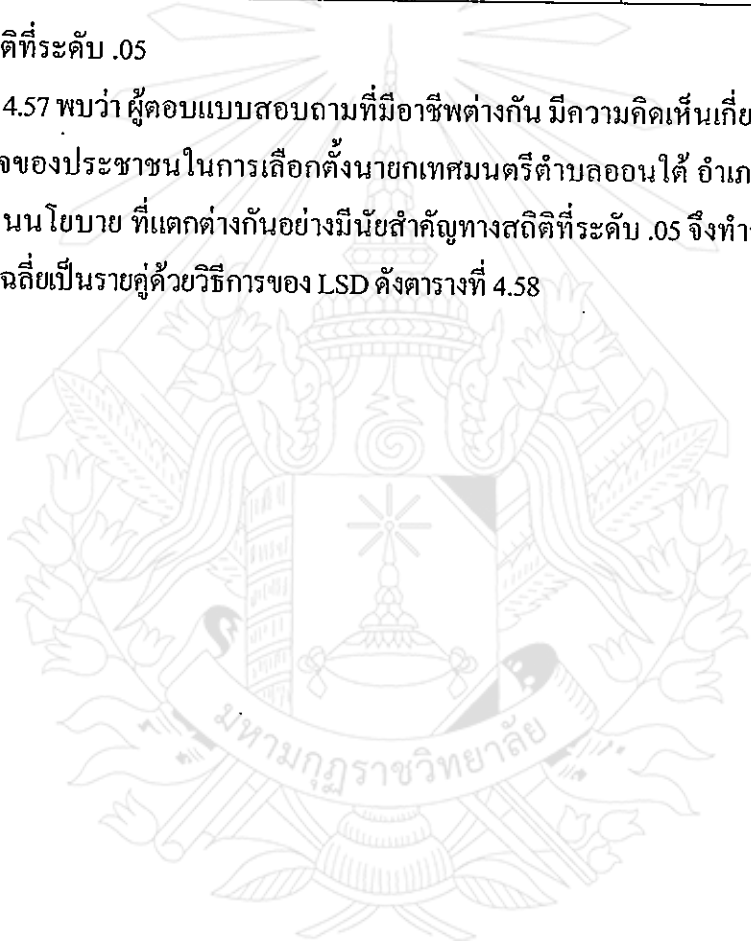 ติที่ระดับ .05
4.57 พบว่า ผู้ตอบแบบสอบถามที่มีอาชีพต่างกัน มีความคิดเห็นเกี่ย
จของประชาชนในการเลือกตั้งนายกเทศมนตรีตำบลออนใต้ อำเภ
นนโยบาย ที่แตกต่างกันอย่างมีนัยสำคัญทางสถิติที่ระดับ .05 จึงทำ
ฉลี่ยเป็นรายคู่ด้วยวิธีการของ LSD ดังตารางที่ 4.58
มหามกุฏราชวิทยาลัย